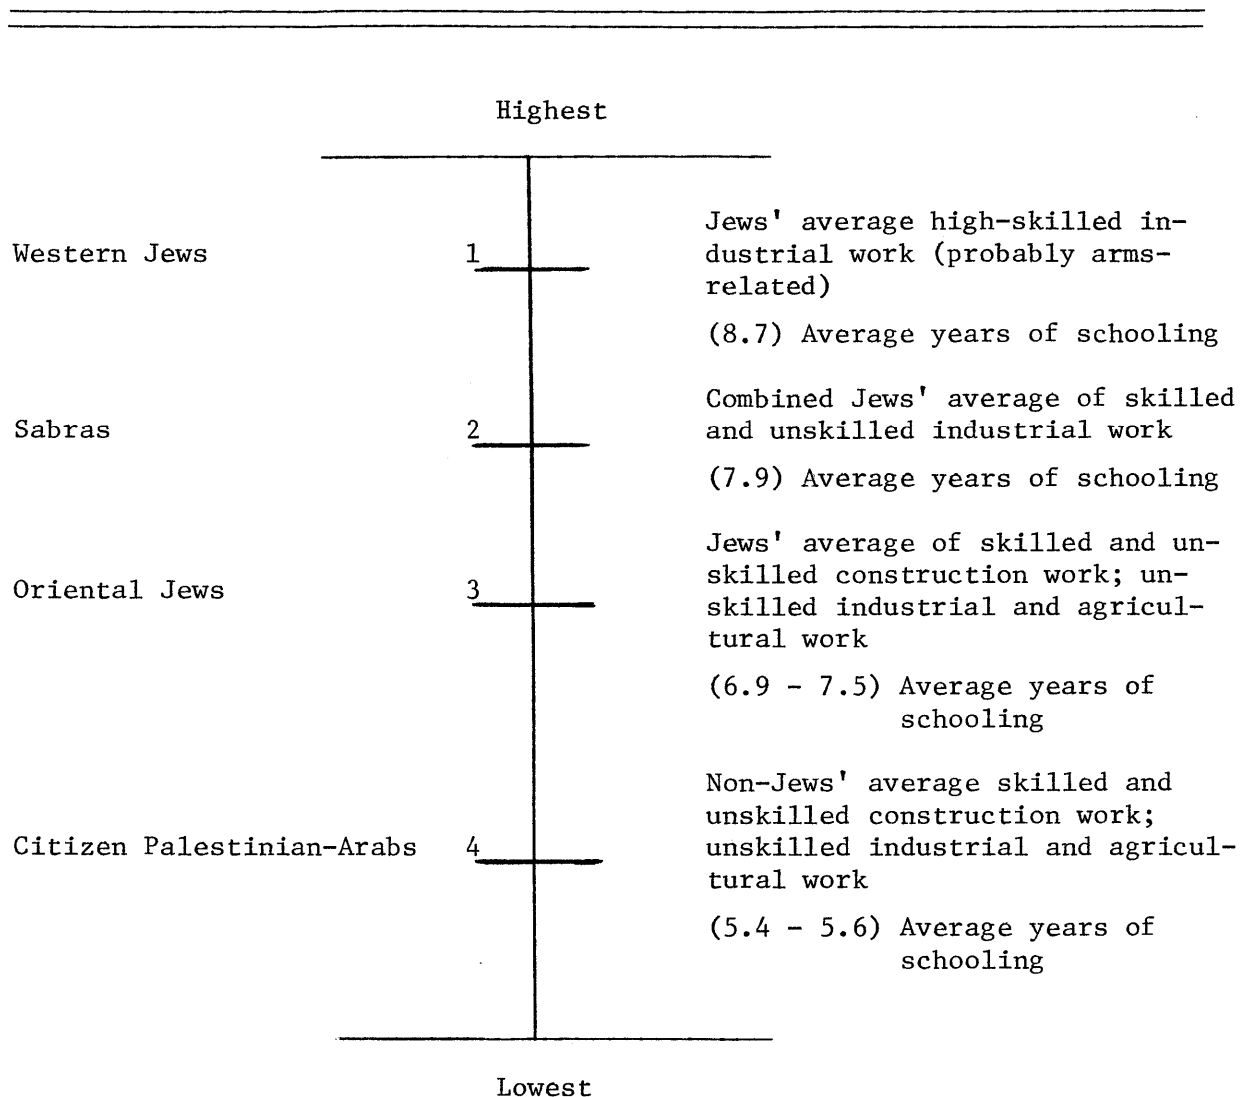 Highest
Western Jews
1
Jews' average high-skilled in-
dustrial work (probably arms-
related)
(8.7) Average years of schooling
Sabras
2
Combined Jews' average of skilled
and unskilled industrial work
(7.9) Average years of schooling
Oriental Jews
3
Jews' average of skilled and un-
skilled construction work; un-
skilled industrial and agricul-
tural work
(6.9 - 7.5) Average years of
schooling
Citizen Palestinian-Arabs
4
Non-Jews' average skilled and
unskilled construction work;
unskilled industrial and agricul-
tural work
(5.4 - 5.6) Average years of
schooling
Lowest